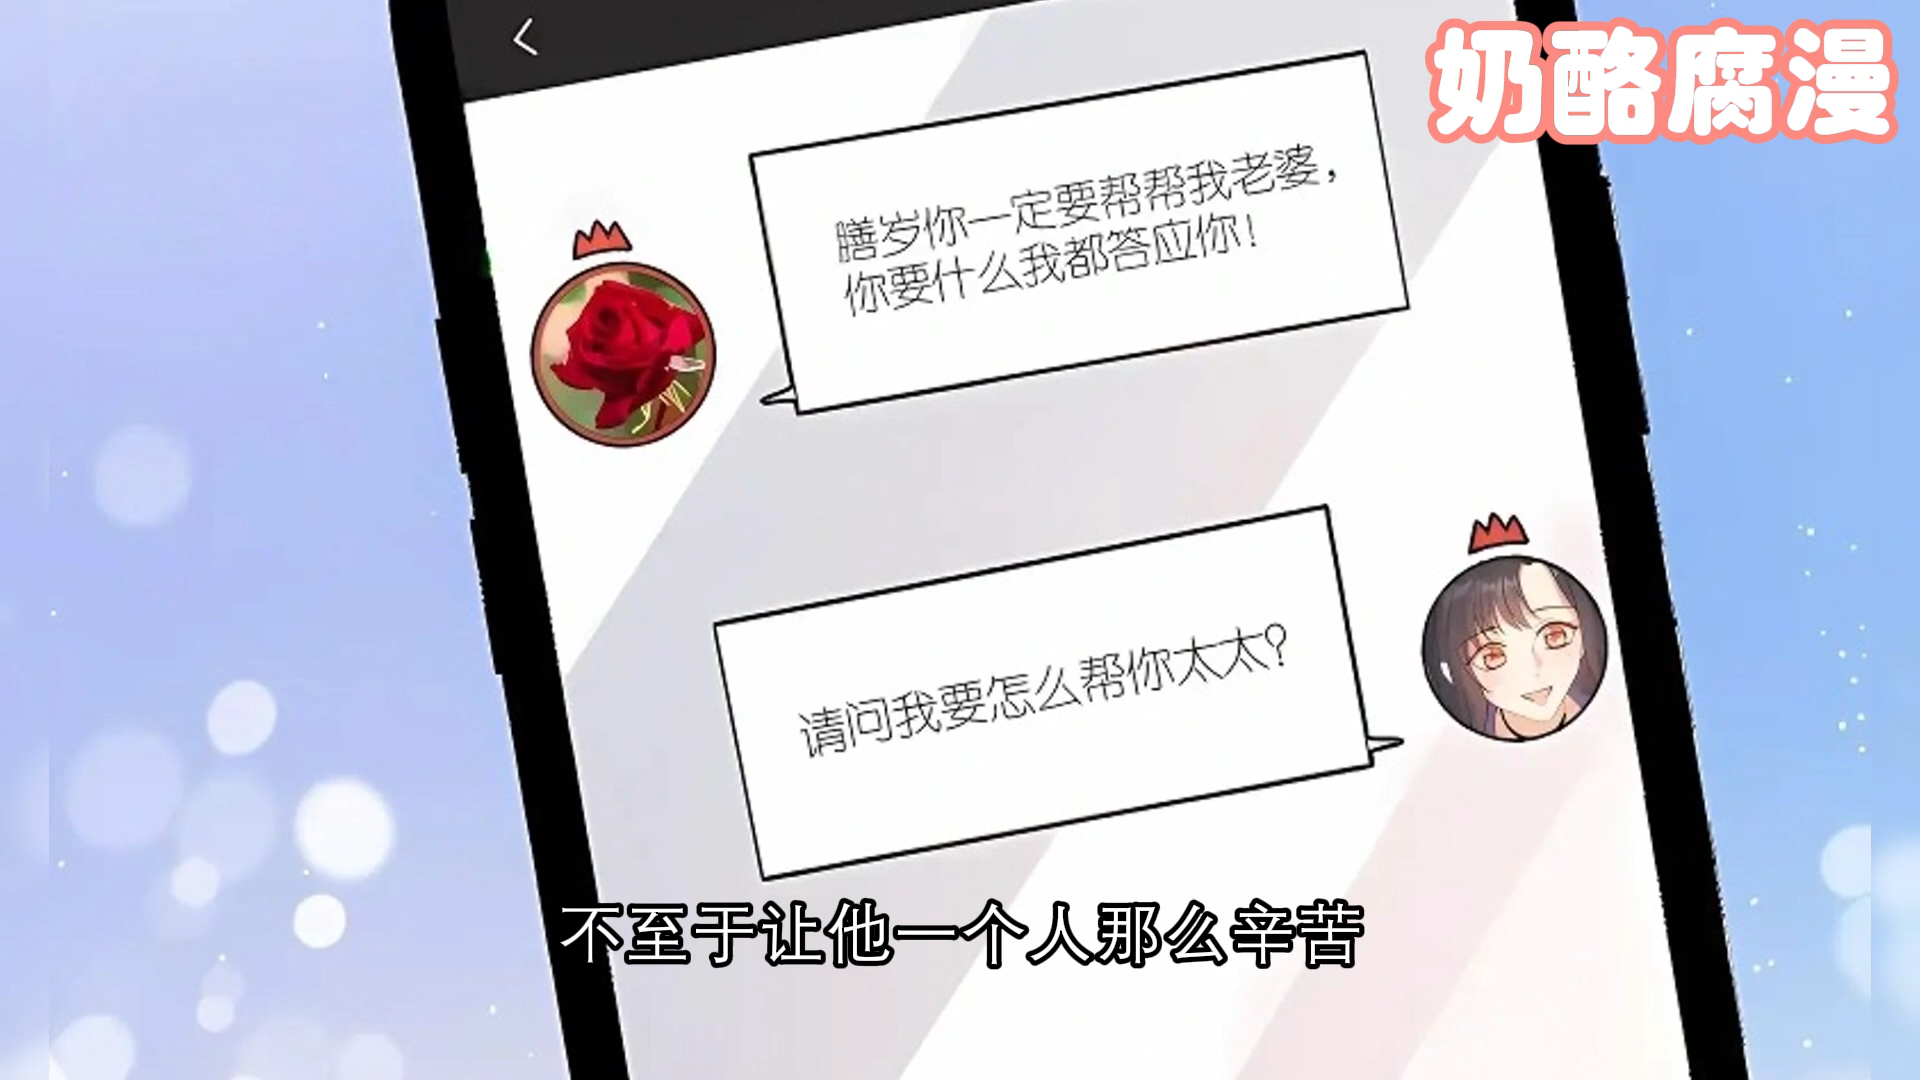 奶酪腐漫
膳岁你一定要帮帮我老婆，
你要什么我都答应你！
请问我要怎么帮你太太？
不至于让他一个人那么辛苦